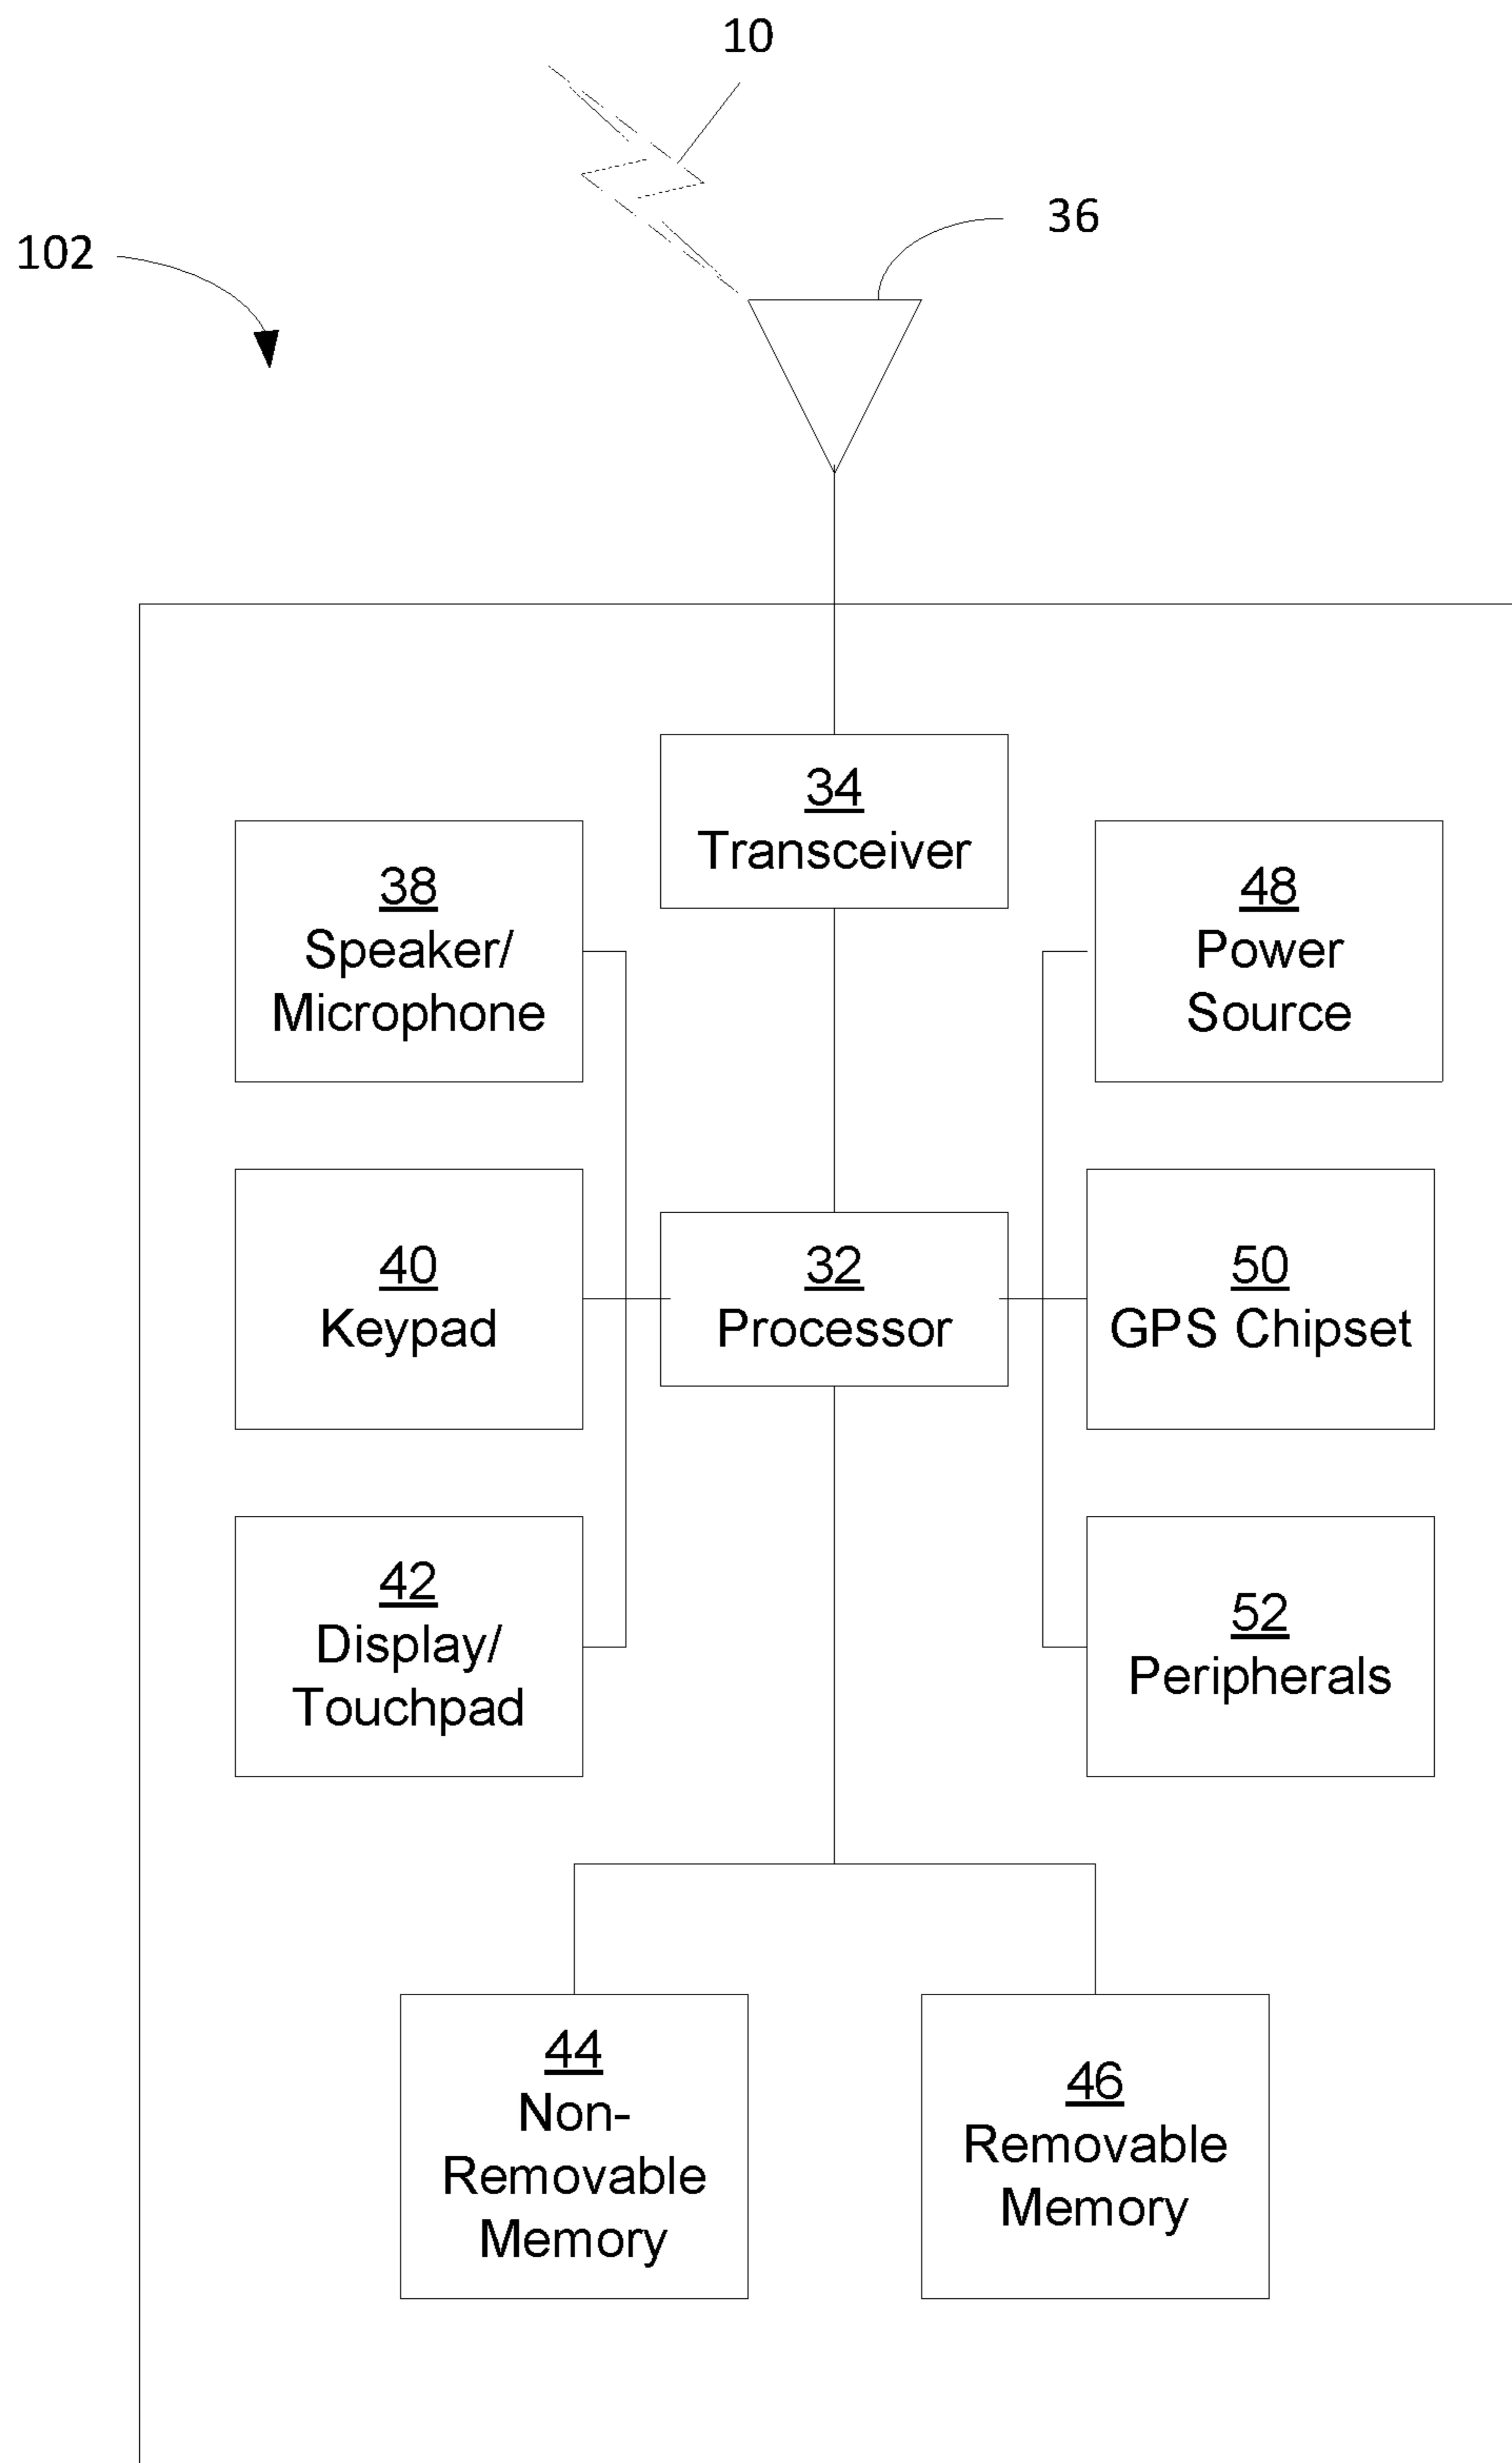 10
36
102
34
Transceiver
38
Speaker/
Microphone
48
Power
Source
40
Keypad
32
Processor
50
GPS Chipset
42
Display/
Touchpad
52
Peripherals
44
Non-
Removable
Memory
46
Removable
Memory